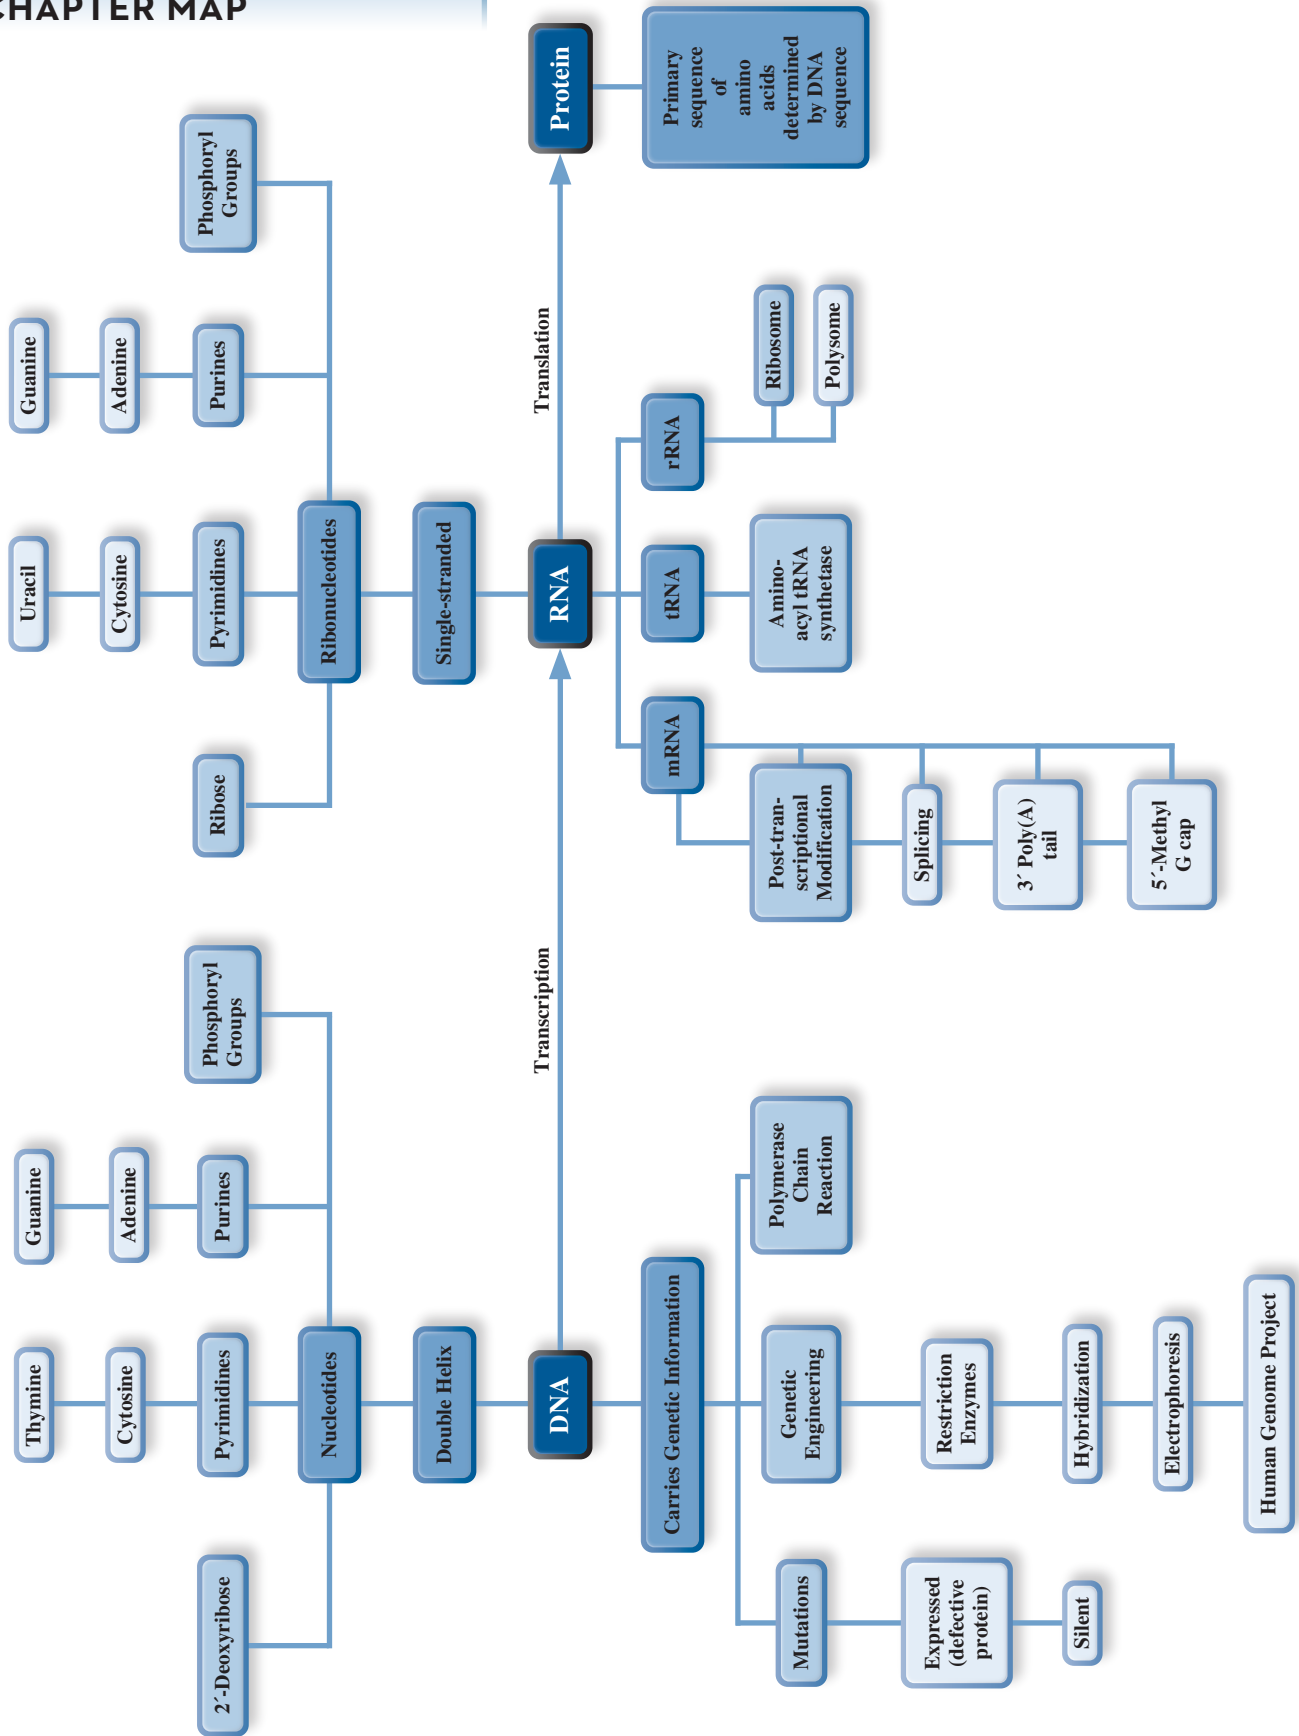 CHAPTER MAP
Thymine
Cytosine
Pyrimidines
2´-Deoxyribose
Guanine
Adenine
Purines
Phosphoryl
Groups
Nucleotides
Double Helix
DNA
Transcription
Carries Genetic Information
Mutations
Expressed
(defective
protein)
Silent
Genetic
Engineering
Restriction
Enzymes
Hybridization
Electrophoresis
Human Genome Project
Polymerase
Chain
Reaction
Uracil
Cytosine
Pyrimidines
Ribose
Guanine
Adenine
Purines
Phosphoryl
Groups
Ribonucleotides
Single-stranded
RNA
Translation
mRNA
Post-tran-
scriptional
Modification
Splicing
3´ Poly(A)
tail
5´-Methyl
G cap
tRNA
Amino-
acyl tRNA
synthetase
rRNA
Ribosome
Polysome
Protein
Primary
sequence
of
amino
acids
determined
by DNA
sequence